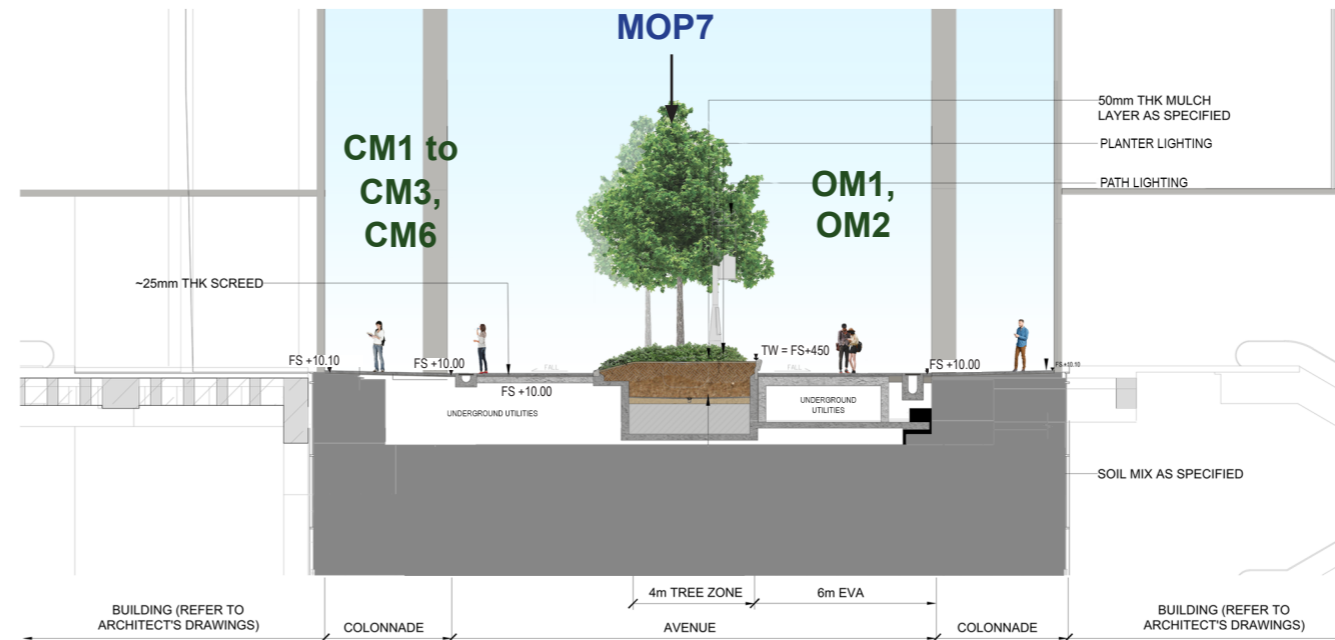 MOP7
50mm THK MULCH
LAYER AS SPECIFIED
PLANTER LIGHTING
CM1 to
CM3,
CM6
OM1,
OM2
PATH LIGHTING
~25mm THK SCREED
FS +10.10
FS +10.00
FALL
TW = FS+450
FALL
FS +10.00
FS +10.10
FS +10.00
UNDERGROUND UTILITIES
UNDERGROUND
UTILITIES
SOIL MIX AS SPECIFIED
4m TREE ZONE
6m EVA
BUILDING (REFER TO
ARCHITECT'S DRAWINGS)
COLONNADE
AVENUE
COLONNADE
BUILDING (REFER TO
ARCHITECT'S DRAWINGS)